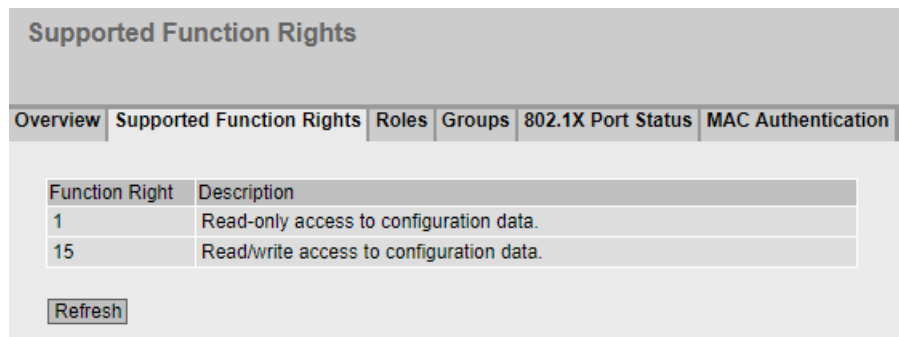 Supported Function Rights
Overview Supported Function Rights Roles Groups 802.1X Port Status MAC Authentication
Function Right Description
1 Read-only access to configuration data.
15 Read/write access to configuration data.
Refresh